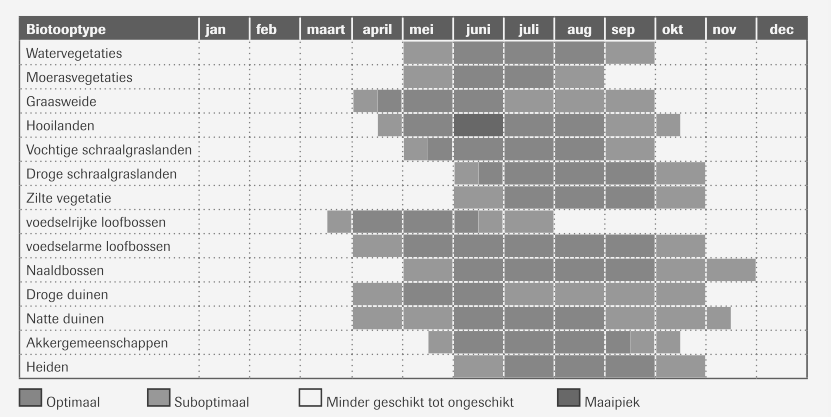 Biotooptype jan feb maart april mei juni juli aug sep okt nov dec
Watervegetaties
Moerasvegetaties
Graasweide
Hooilanden
Vochtige schraalgraslanden
Droge schraalgraslanden
Zilte vegetatie
voedselrijke loofbossen
voedselarme loofbossen
Naaldbossen
Droge duinen
Natte duinen
Akkergemeenschappen
Heiden
Optimaal Suboptimaal Minder geschikt tot ongeschikt Maaipiek